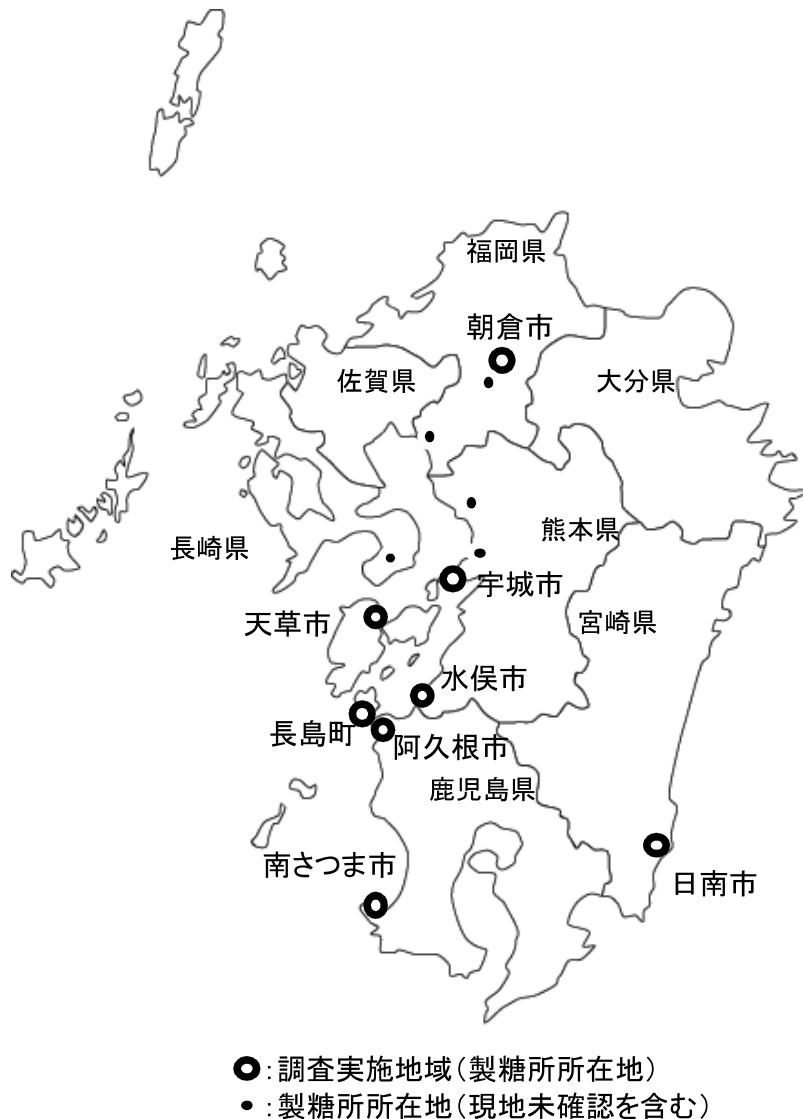 福岡県
朝倉市
佐賀県
大分県
長崎県
熊本県
宇城市
天草市
宮崎県
水俣市
長島町
阿久根市
鹿児島県
南さつま市
日南市
：調査実施地域（製糖所所在地）
：製糖所所在地（現地未確認を含む）